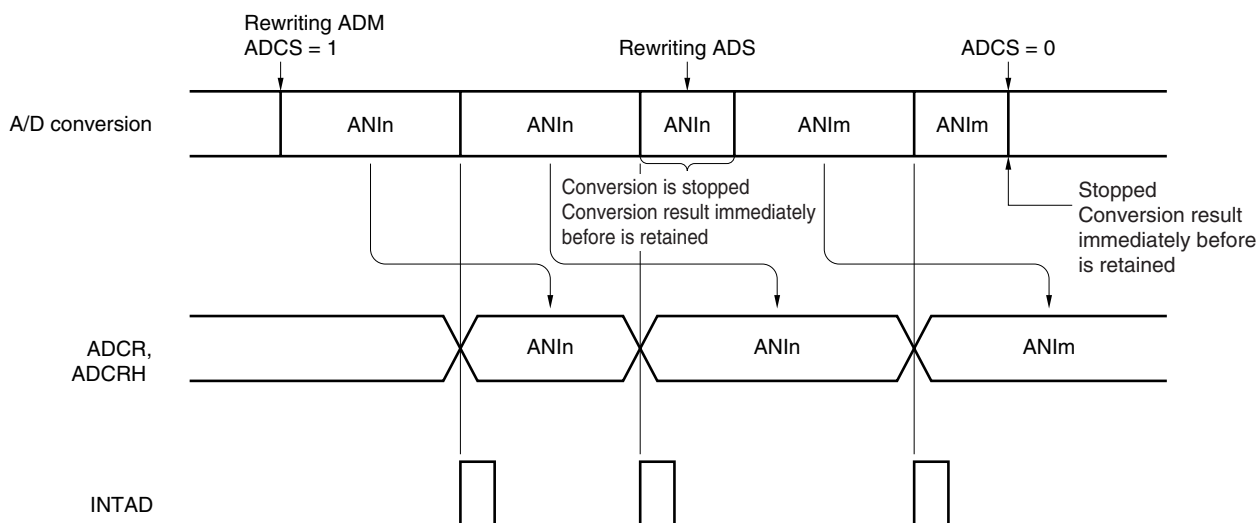 Rewriting ADM
ADCS = 1
Rewriting ADS
ADCS = 0
A/D conversion
ANIn
ANIn
ANIn
ANIm
ANIm
Conversion is stopped
Conversion result immediately
before is retained
Stopped
Conversion result
immediately before
is retained
ADCR,
ADCRH
ANIn
ANIn
ANIm
INTAD